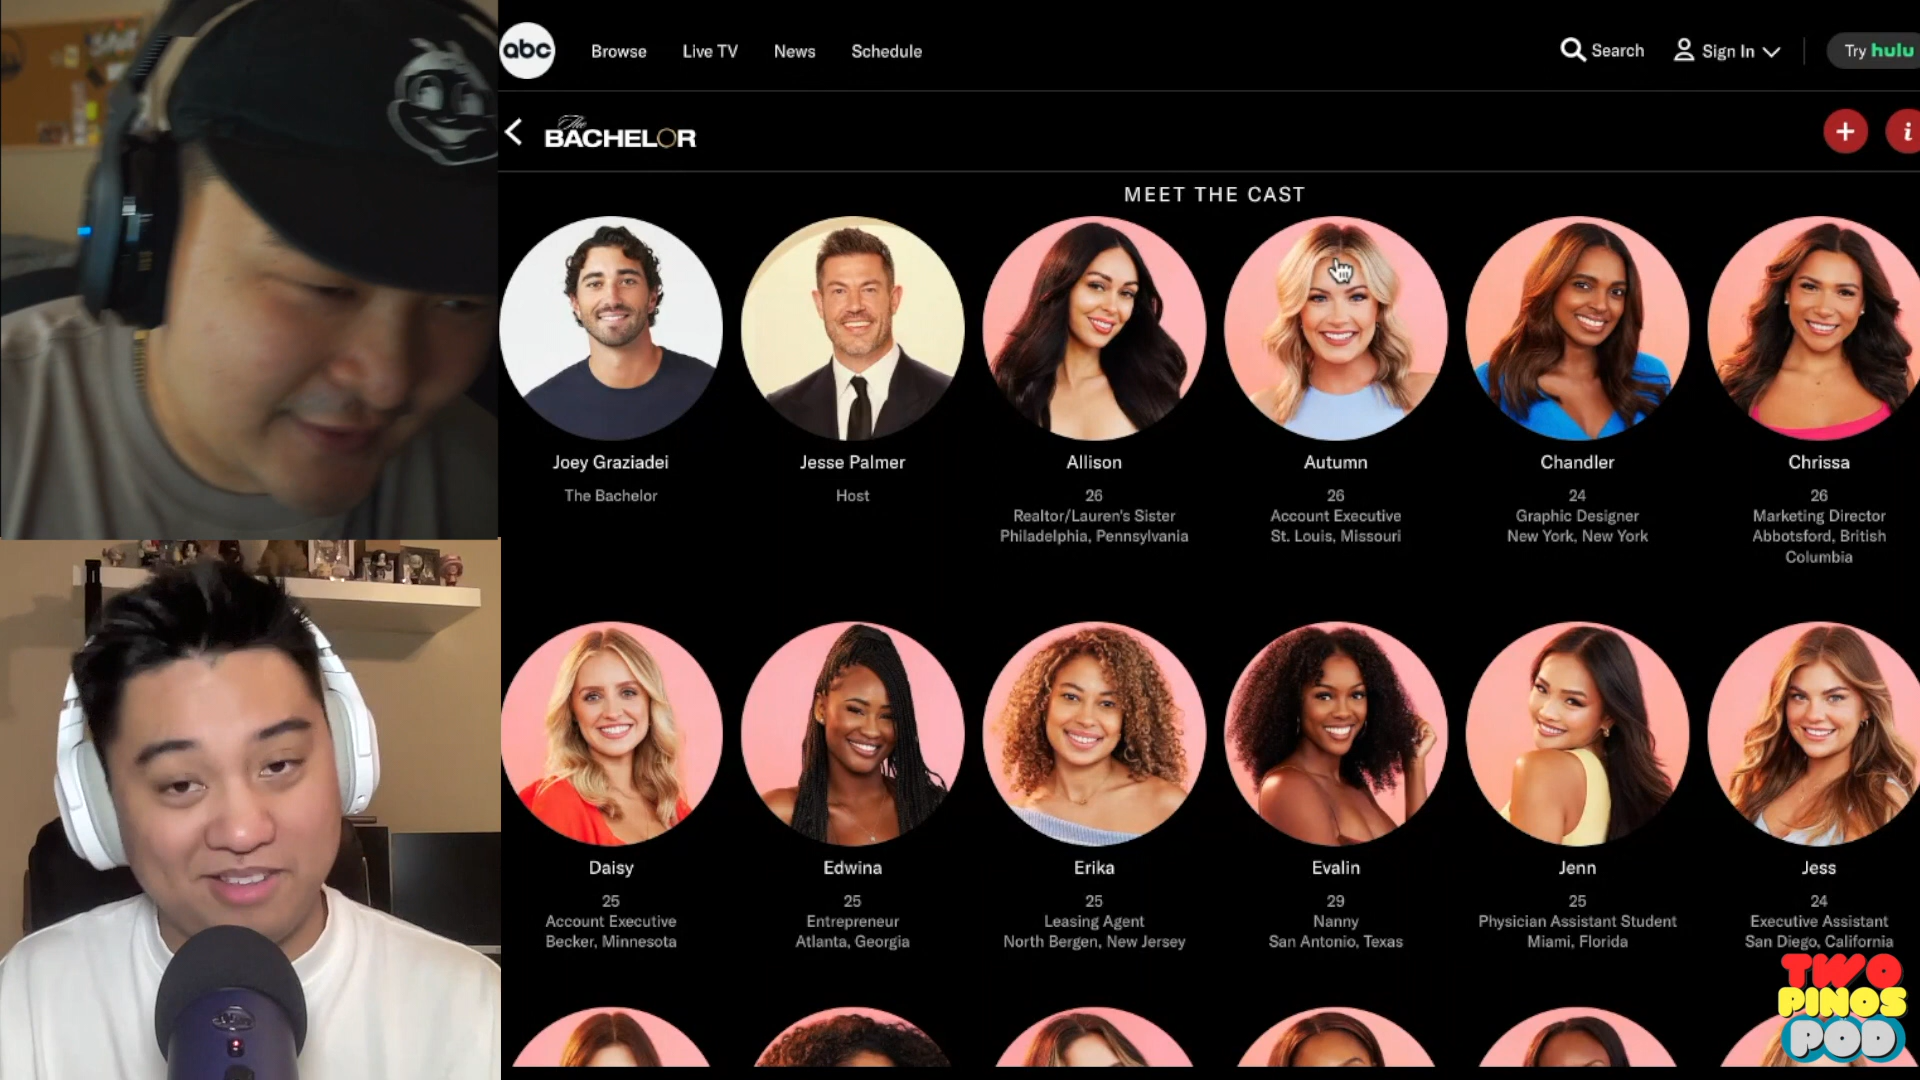 abc
Browse
Live TV
News
Schedule
Search
Sign In
Try hulu
The
BACHELOR
+
i
MEET THE CAST
Joey Graziadei
The Bachelor
Jesse Palmer
Host
Allison
26
Realtor/Lauren's Sister
Philadelphia, Pennsylvania
Autumn
26
Account Executive
St. Louis, Missouri
Chandler
24
Graphic Designer
New York, New York
Chrissa
26
Marketing Director
Abbotsford, British
Columbia
Daisy
25
Account Executive
Becker, Minnesota
Edwina
25
Entrepreneur
Atlanta, Georgia
Erika
25
Leasing Agent
North Bergen, New Jersey
Evalin
29
Nanny
San Antonio, Texas
Jenn
25
Physician Assistant Student
Miami, Florida
Jess
24
Executive Assistant
San Diego, California
TWO
PINOS
POD